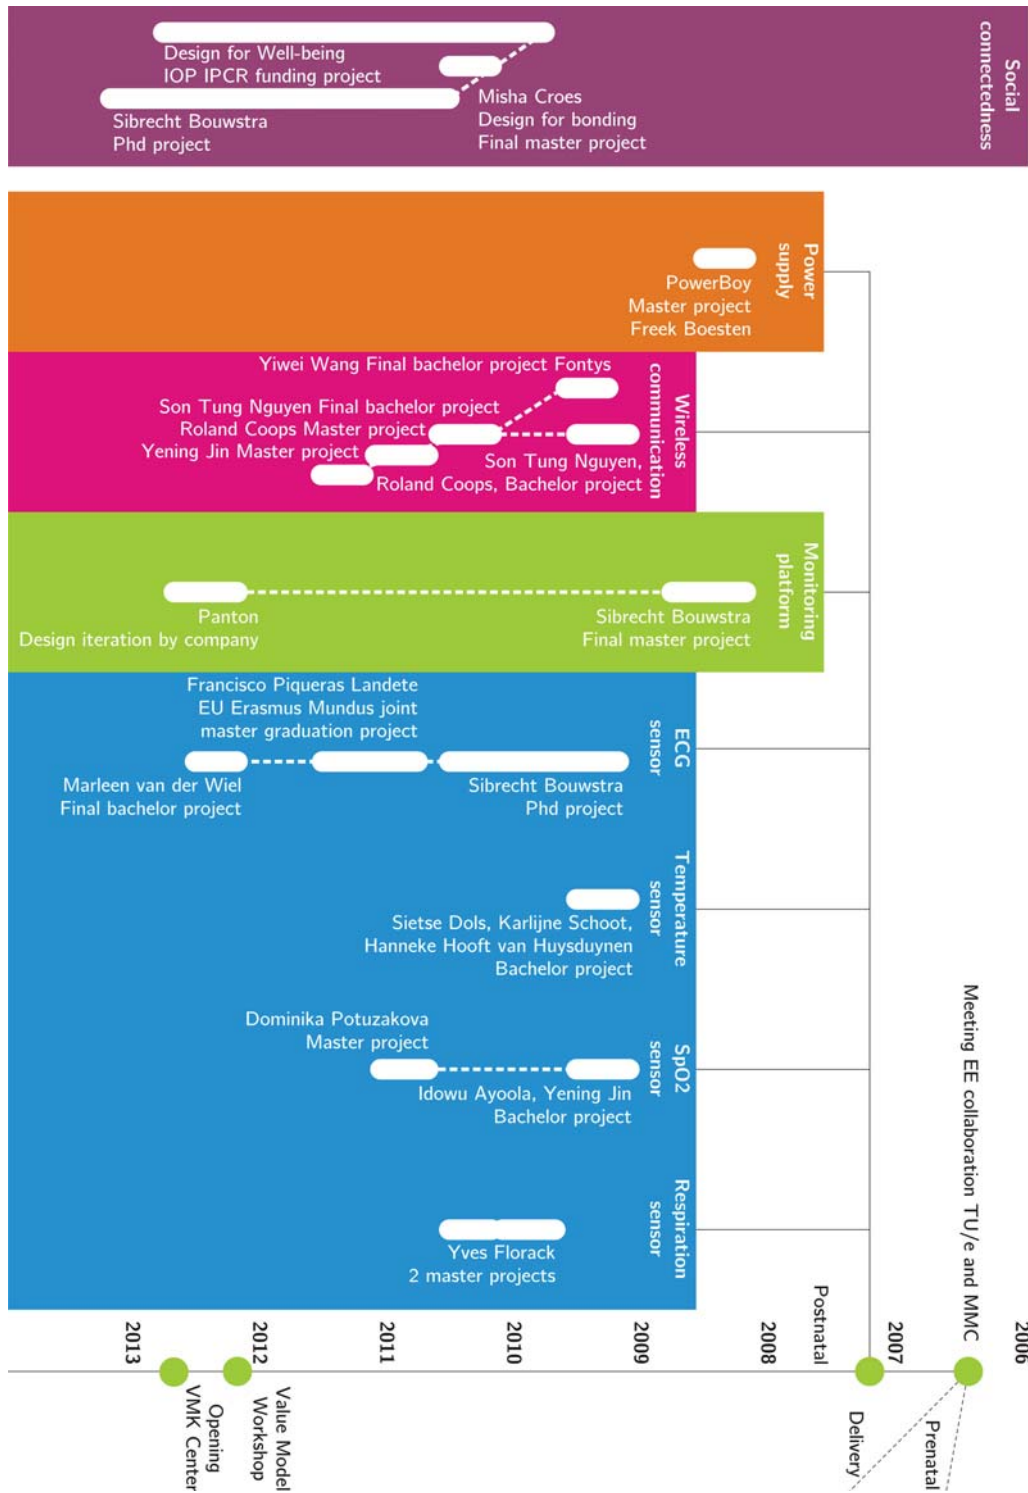 Social
connectedness
Design for Well-being
IOP IPCR funding project
Misha Croes
Design for bonding
Final master project
Sibrecht Bouwstra
Phd project
Power
supply
PowerBoy
Master project
Freek Boesten
Wireless
communication
Yiwei Wang Final bachelor project Fontys
Son Tung Nguyen Final bachelor project
Roland Coops Master project
Yening Jin Master project
Son Tung Nguyen,
Roland Coops, Bachelor project
Monitoring
platform
Panton
Design iteration by company
Sibrecht Bouwstra
Final master project
ECG
sensor
Francisco Piqueras Landete
EU Erasmus Mundus joint
master graduation project
Marleen van der Wiel
Final bachelor project
Sibrecht Bouwstra
Phd project
Temperature
sensor
Sietse Dols, Karlijne Schoot,
Hanneke Hooft van Huysduynen
Bachelor project
SpO2
sensor
Dominika Potuzakova
Master project
Idowu Ayoola, Yening Jin
Bachelor project
Respiration
sensor
Yves Florack
2 master projects
Meeting EE collaboration TU/e and MMC
Postnatal
2013
2012
2011
2010
2009
2008
2007
2006
Opening
VMK Center
Value Model
Workshop
Delivery
Prenatal